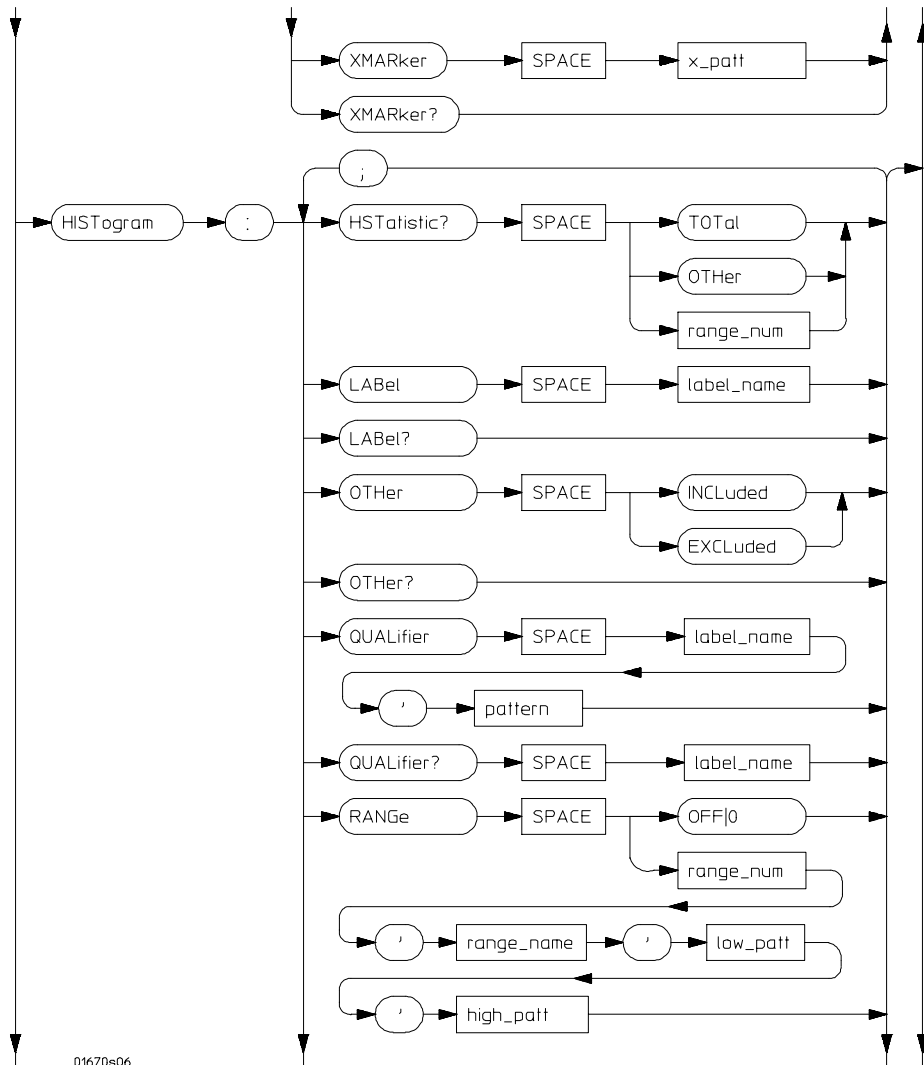 XMARker SPACE x_patt
XMARker?
;
HISTogram : HSTatistic? SPACE TOTal
OTHer
range_num
LABel SPACE label_name
LABel?
OTHer SPACE INCLuded
EXCLuded
OTHer?
QUALifier SPACE label_name
, pattern
QUALifier? SPACE label_name
RANGe SPACE OFF|0
range_num
, range_name , low_patt
, high_patt
01670s06